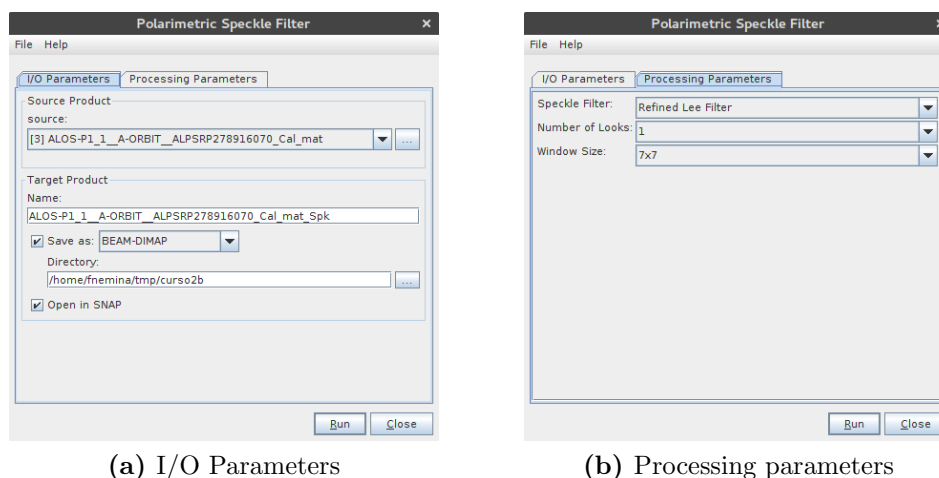 Polarimetric Speckle Filter ×
File Help
I/O Parameters Processing Parameters
Source Product
source:
[3] ALOS-P1_1__A-ORBIT__ALPSRP278916070_Cal_mat ...
Target Product
Name:
ALOS-P1_1__A-ORBIT__ALPSRP278916070_Cal_mat_Spk
Save as: BEAM-DIMAP
Directory:
/home/fnemina/tmp/curso2b ...
Open in SNAP
Run Close
(a) I/O Parameters
Polarimetric Speckle Filter ×
File Help
I/O Parameters Processing Parameters
Speckle Filter: Refined Lee Filter
Number of Looks: 1
Window Size: 7x7
Run Close
(b) Processing parameters